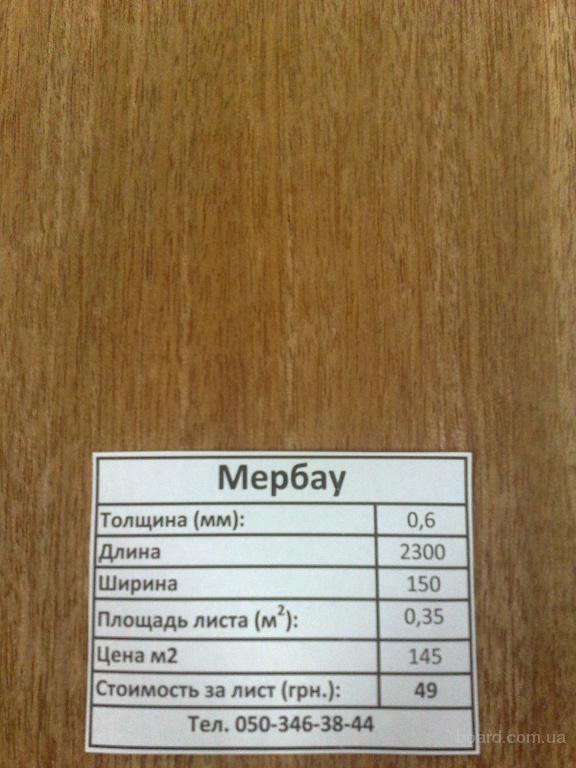 Мербау
Толщина (мм): 0,6
Длина 2300
Ширина 150
Площадь листа (м²): 0,35
Цена м2 145
Стоимость за лист (грн.): 49
Тел. 050-346-38-44
board.com.ua